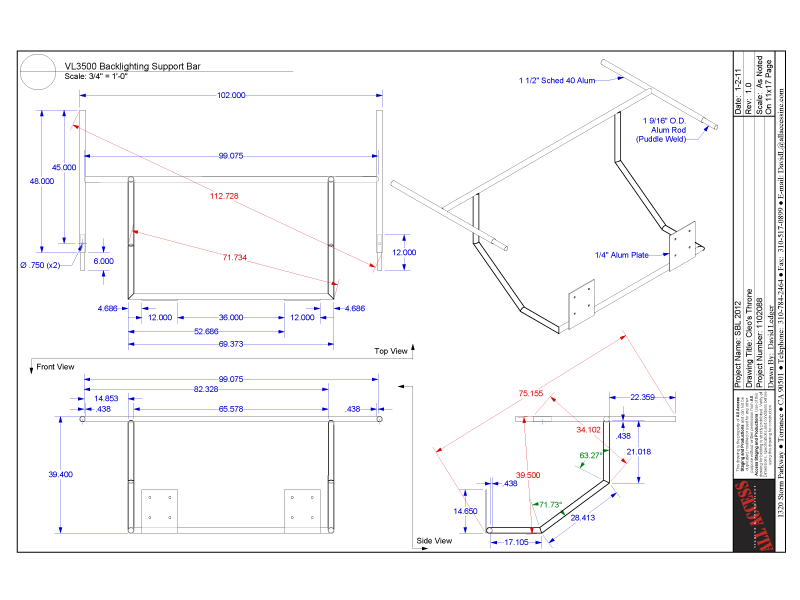 VL3500 Backlighting Support Bar
Scale: 3/4" = 1'-0"
102.000
99.075
45.000
48.000
112.728
71.734
Ø .750 (x2)
6.000
12.000
4.686
4.686
12.000
36.000
12.000
52.686
69.373
Top View
1 1/2" Sched 40 Alum
1 9/16" O.D.
Alum Rod
(Puddle Weld)
1/4" Alum Plate
Front View
99.075
82.328
14.853
.438
65.578
.438
39.400
75.155
22.359
34.102
.438
63.27°
21.018
39.500
.438
14.650
71.73°
28.413
17.105
Side View
Date: 1-2-11
Rev: 1.0
Scale: As Noted
On 11x17 Page
Project Name: SBL 2012
Drawing Title: Cleo's Throne
Project Number: 1102088
Drawn By: David Ledger
ALL ACCESS
1320 Storm Parkway ● Torrance ● CA 90501 ● Telephone: 310-784-2464 ● Fax: 310-517-0899 ● E-mail: DavidL@allaccessinc.com